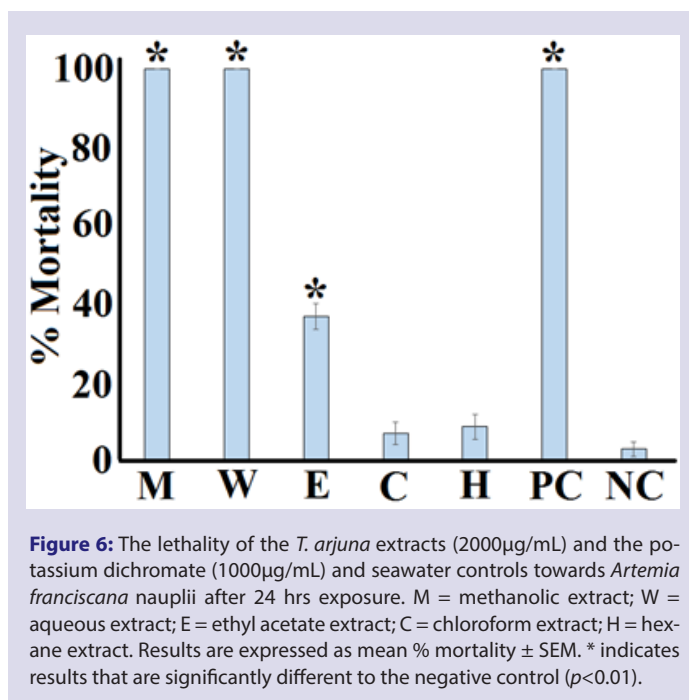 * * *
100
80
60
*
40
20
0
% Mortality
M W E C H PC NC
Figure 6: The lethality of the T. arjuna extracts (2000µg/mL) and the po-
tassium dichromate (1000µg/mL) and seawater controls towards Artemia
franciscana nauplii after 24 hrs exposure. M = methanolic extract; W =
aqueous extract; E = ethyl acetate extract; C = chloroform extract; H = hex-
ane extract. Results are expressed as mean % mortality ± SEM. * indicates
results that are significantly different to the negative control (p<0.01).